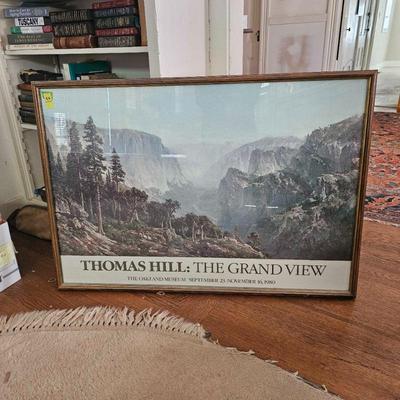 TUSCANY
THOMAS HILL: THE GRAND VIEW
THE OAKLAND MUSEUM SEPTEMBER 23-NOVEMBER 16, 1980